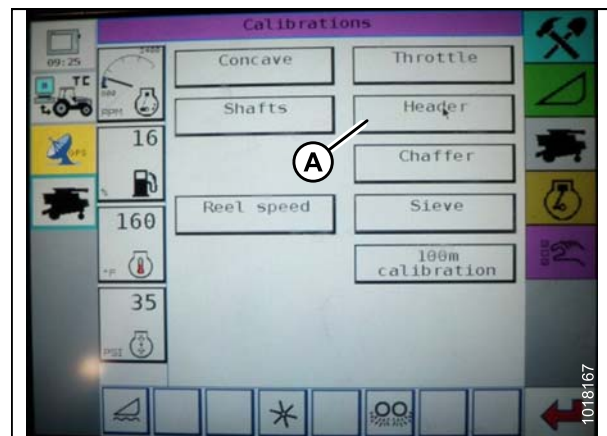 Calibrations
09:25
TC
GPS
Concave
Throttle
Shafts
Header
A
Chaffer
Reel speed
Sieve
100m
calibration
RPM
16
%
160
°F
35
PSI
1018167